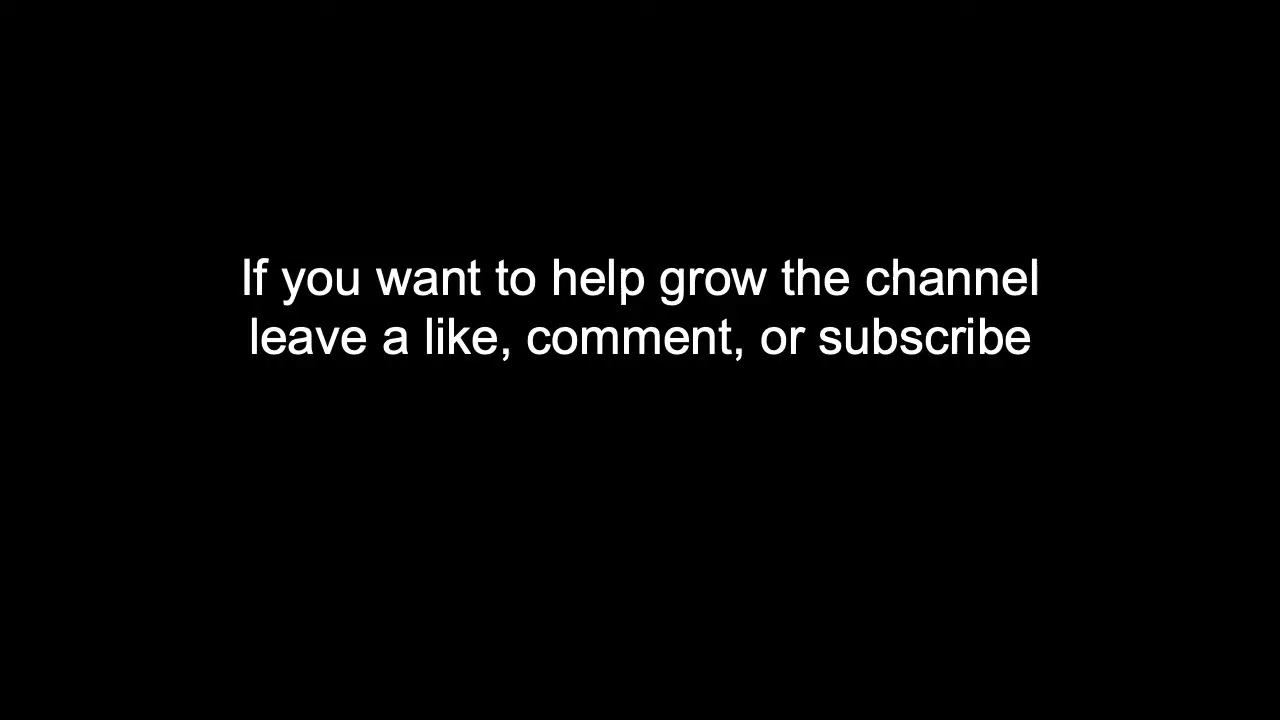 If you want to help grow the channel
leave a like, comment, or subscribe